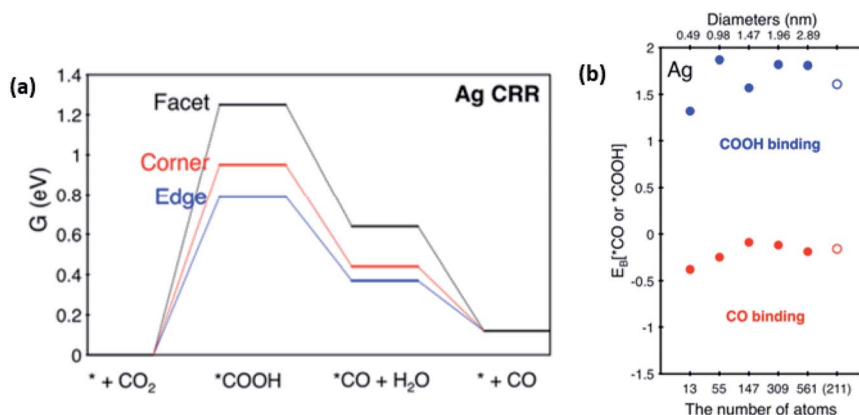 (a)
1.4
1.2
1
0.8
0.6
0.4
0.2
0
G (eV)
Ag CRR
Facet
Corner
Edge
* + CO2
*COOH
*CO + H2O
* + CO
(b)
Diameters (nm)
0.49 0.98 1.47 1.96 2.89
2
1.5
1
0.5
0
-0.5
-1
-1.5
EB[*CO or *COOH]
Ag
COOH binding
CO binding
13 55 147 309 561 (211)
The number of atoms